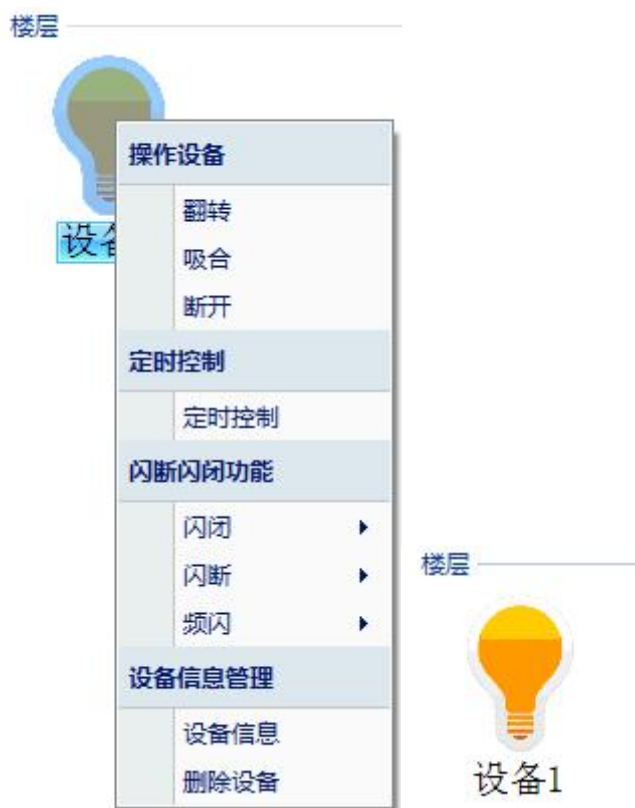 楼层
设
操作设备
翻转
吸合
断开
定时控制
定时控制
闪断闪闭功能
闪闭
闪断
频闪
设备信息管理
设备信息
删除设备
楼层
设备1